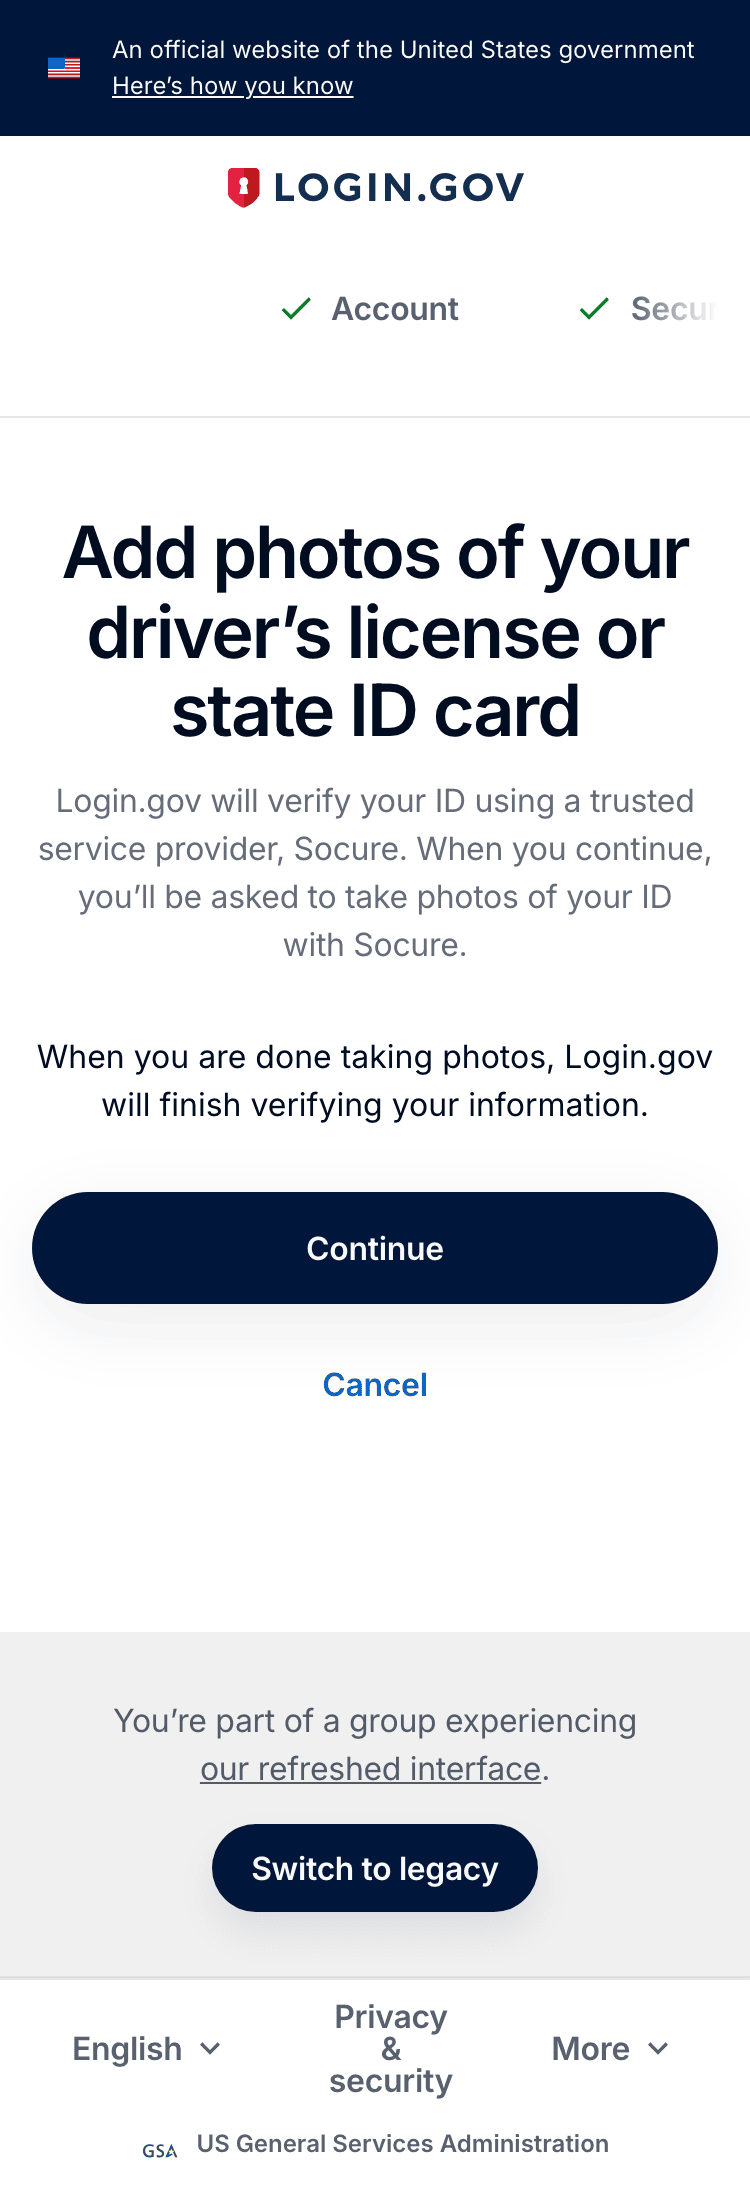 An official website of the United States government
Here’s how you know
LOGIN.GOV
Account
Secur
Add photos of your
driver’s license or
state ID card
Login.gov will verify your ID using a trusted
service provider, Socure. When you continue,
you’ll be asked to take photos of your ID
with Socure.
When you are done taking photos, Login.gov
will finish verifying your information.
Continue
Cancel
You’re part of a group experiencing
our refreshed interface.
Switch to legacy
English
Privacy
&
security
More
GSA
US General Services Administration